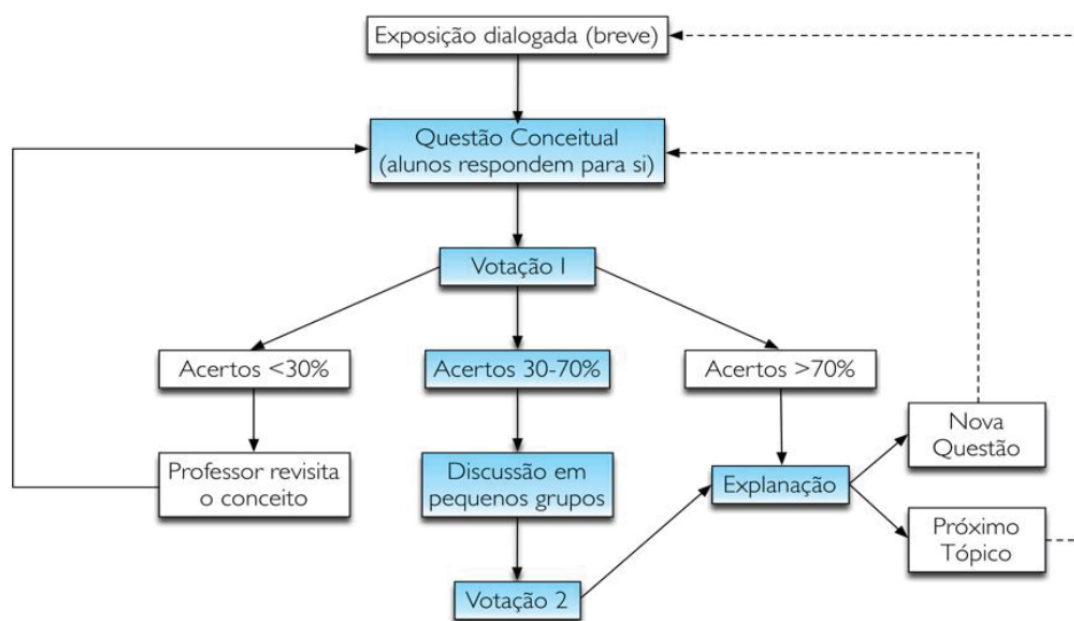 Exposição dialogada (breve)
Questão Conceitual
(alunos respondem para si)
Votação 1
Acertos <30%
Acertos 30-70%
Acertos >70%
Professor revisita
o conceito
Discussão em
pequenos grupos
Explanação
Nova
Questão
Próximo
Tópico
Votação 2